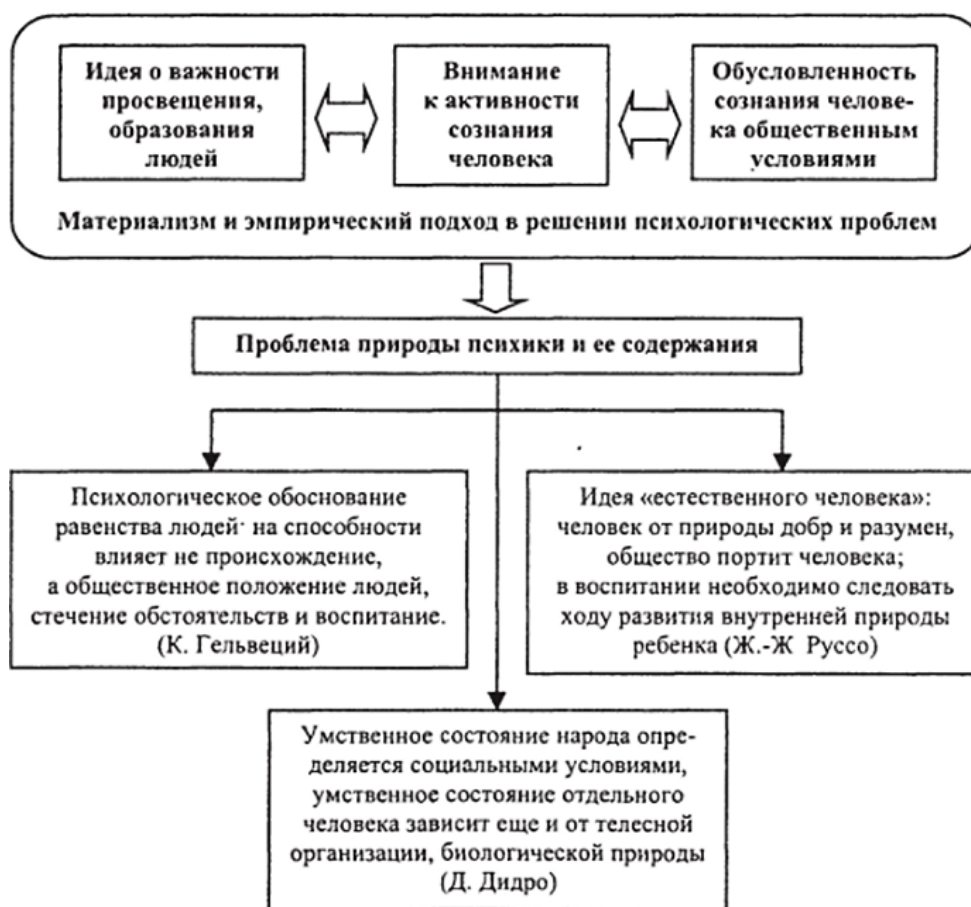 Идея о важности
просвещения,
образования
людей
Внимание
к активности
сознания
человека
Обусловленность
сознания челове-
ка общественным
условиями
Материализм и эмпирический подход в решении психологических проблем
Проблема природы психики и ее содержания
Психологическое обоснование
равенства людей· на способности
влияет не происхождение,
а общественное положение людей,
стечение обстоятельств и воспитание.
(К. Гельвеций)
Идея «естественного человека»:
человек от природы добр и разумен,
общество портит человека;
в воспитании необходимо следовать
ходу развития внутренней природы
ребенка (Ж.-Ж Руссо)
Умственное состояние народа опре-
деляется социальными условиями,
умственное состояние отдельного
человека зависит еще и от телесной
организации, биологической природы
(Д. Дидро)